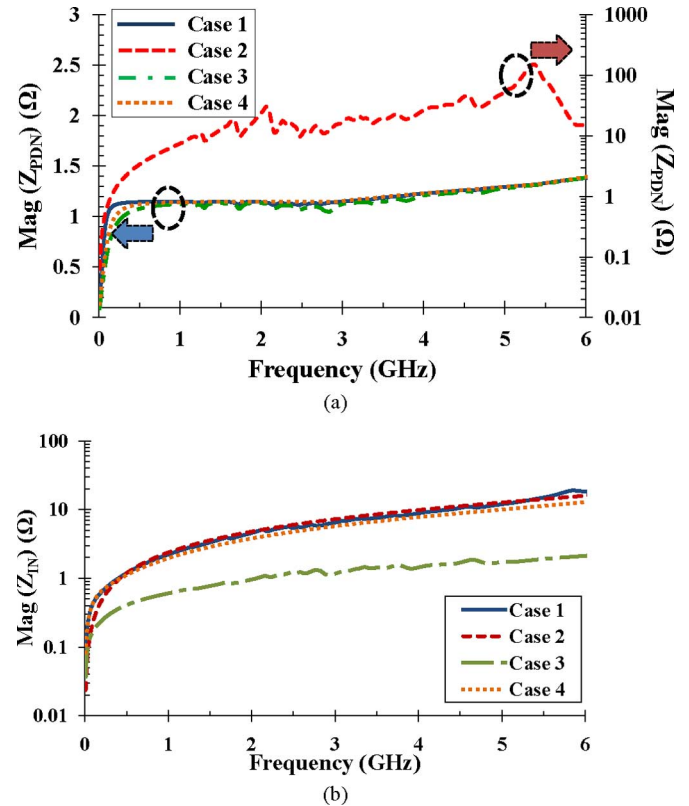 (a)
Case 1
Case 2
Case 3
Case 4
Mag (Z_PDN) (Ω)
3
2.5
2
1.5
1
0.5
0
Mag (Z_PDN) (Ω)
1000
100
10
1
0.1
0.01
0 1 2 3 4 5 6
Frequency (GHz)
(a)
Mag (Z_IN) (Ω)
100
10
1
0.1
0.01
Case 1
Case 2
Case 3
Case 4
0 1 2 3 4 5 6
Frequency (GHz)
(b)